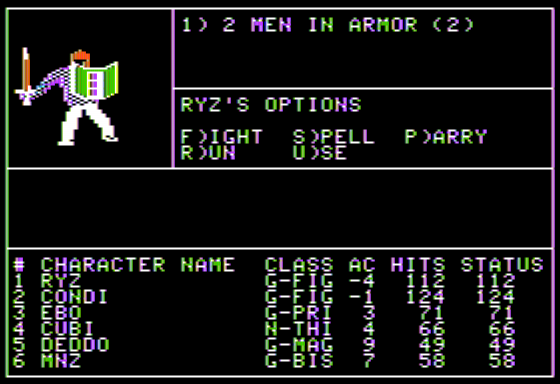 1) 2 MEN IN ARMOR (2)
RYZ'S OPTIONS
F)IGHT S)PELL P)ARRY
R)UN U)SE
# CHARACTER NAME CLASS AC HITS STATUS
1 RYZ G-FIG -4 112 112
2 CONDI G-FIG -1 124 124
3 EBO G-PRI 3 71 71
4 CUBI N-THI 4 66 66
5 DEDDO G-MAG 9 49 49
6 MNZ G-BIS 7 58 58